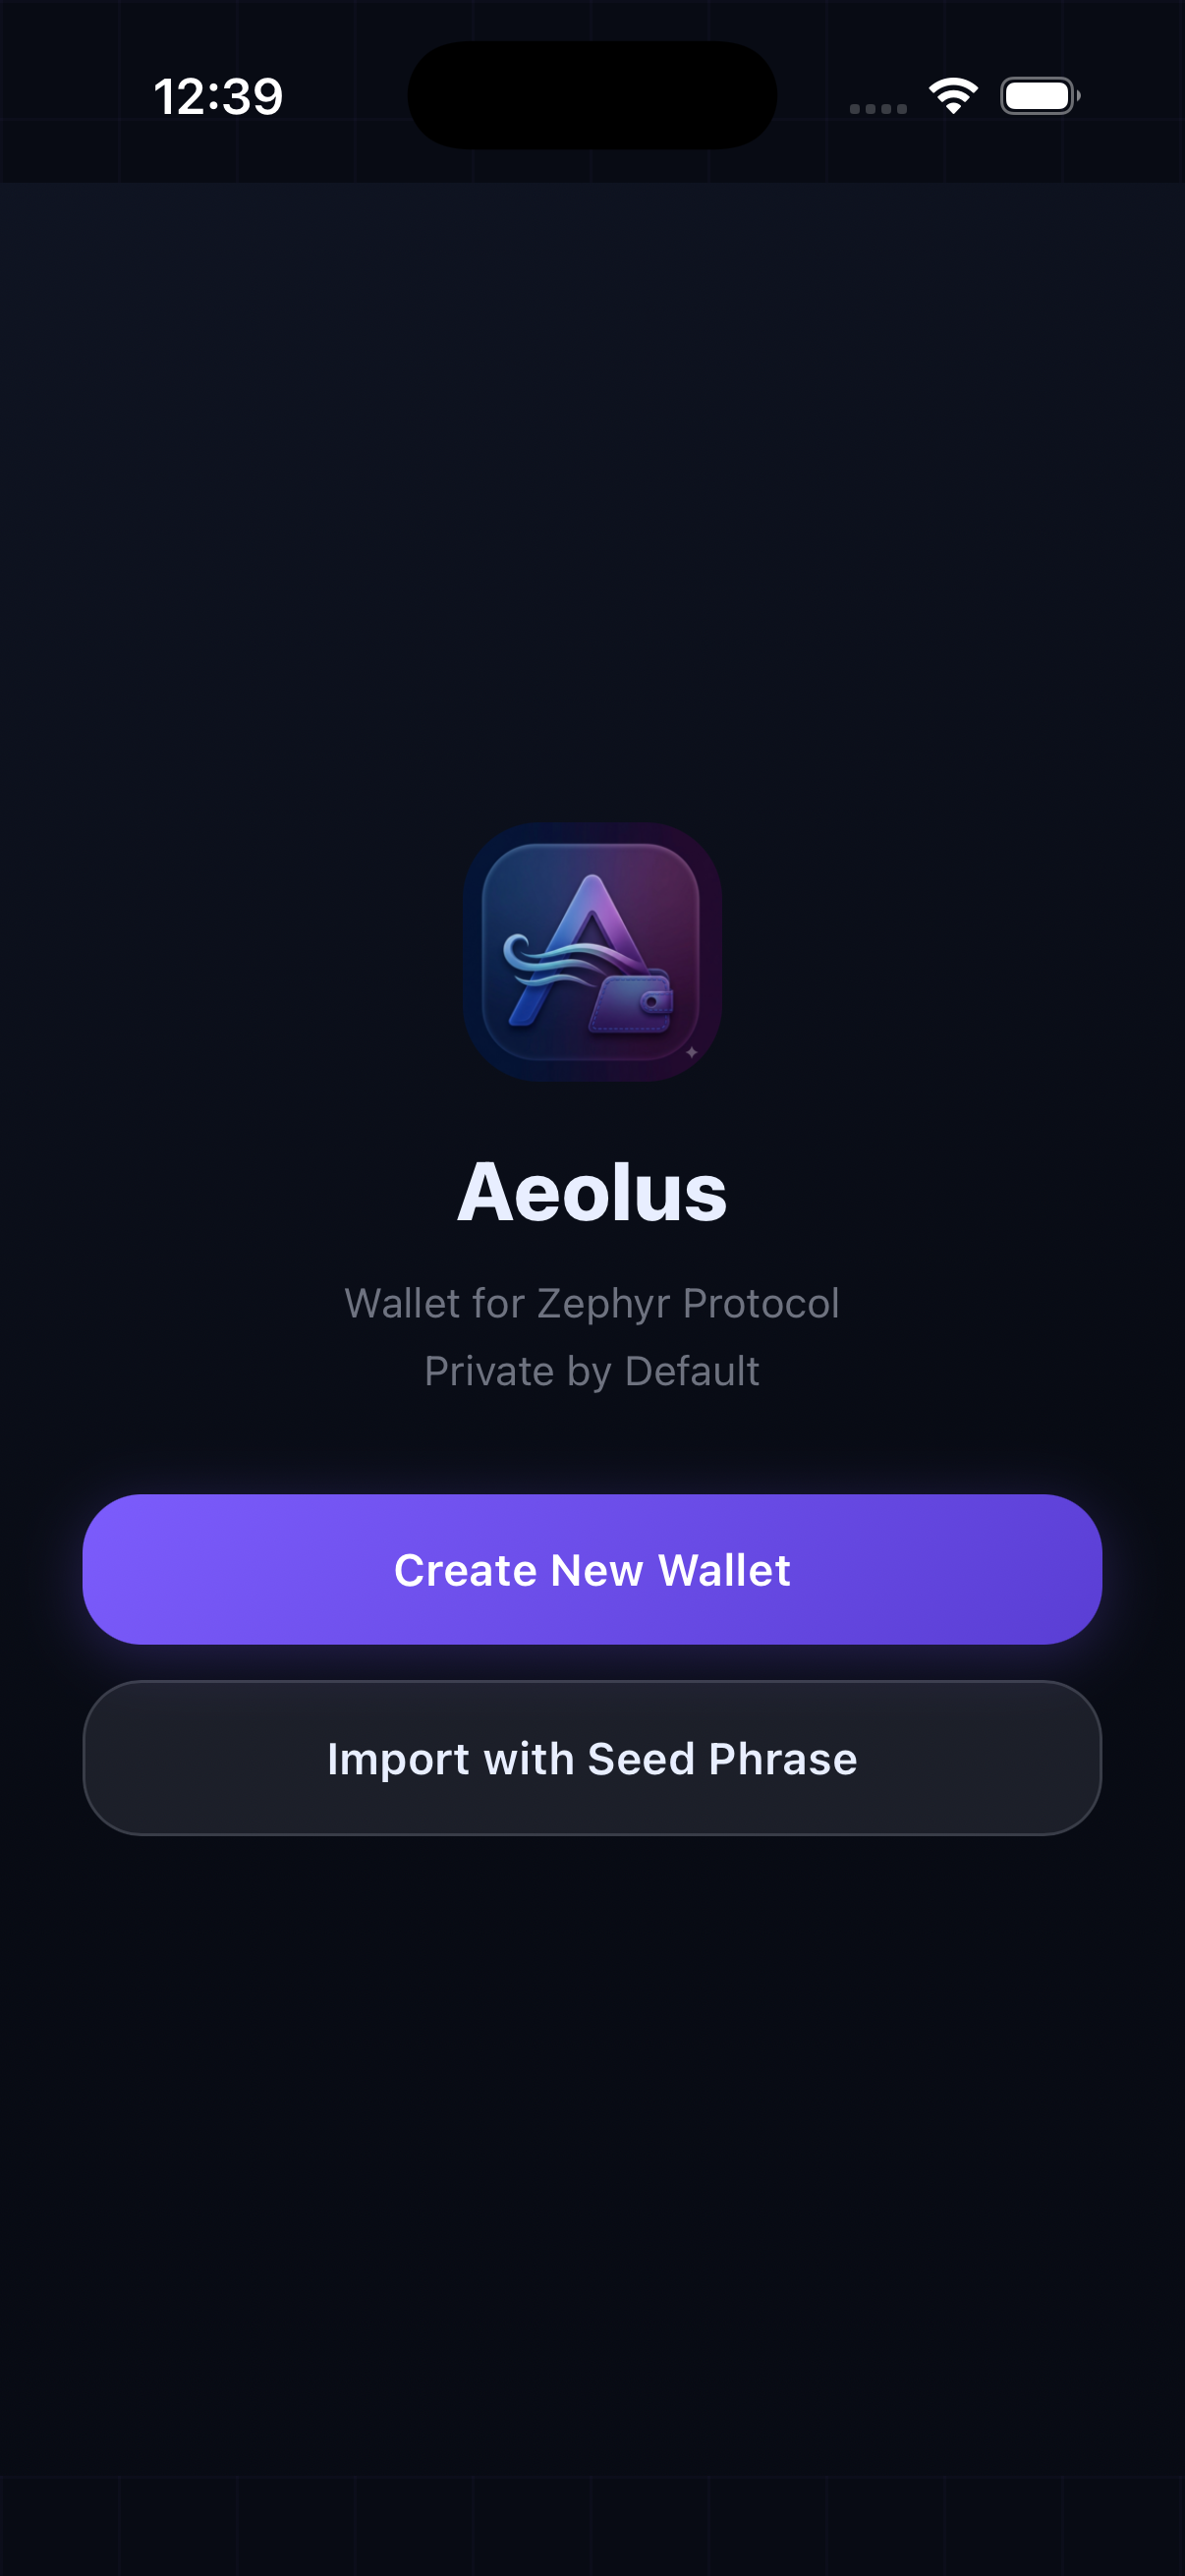 12:39
Aeolus
Wallet for Zephyr Protocol
Private by Default
Create New Wallet
Import with Seed Phrase